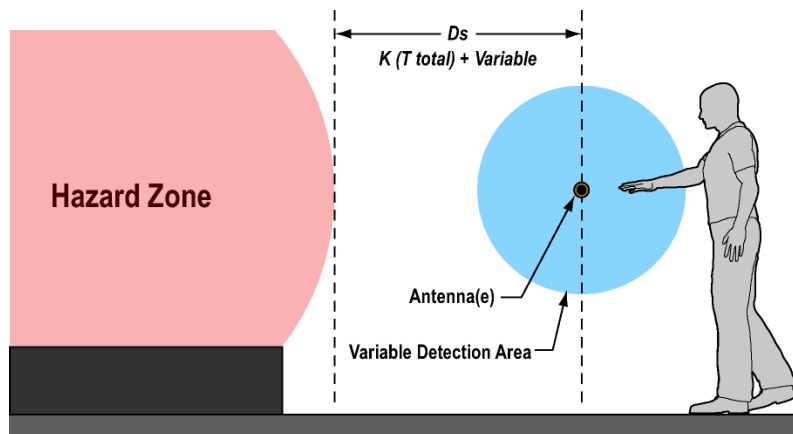 Ds
K (T total) + Variable
Hazard Zone
Antenna(e)
Variable Detection Area